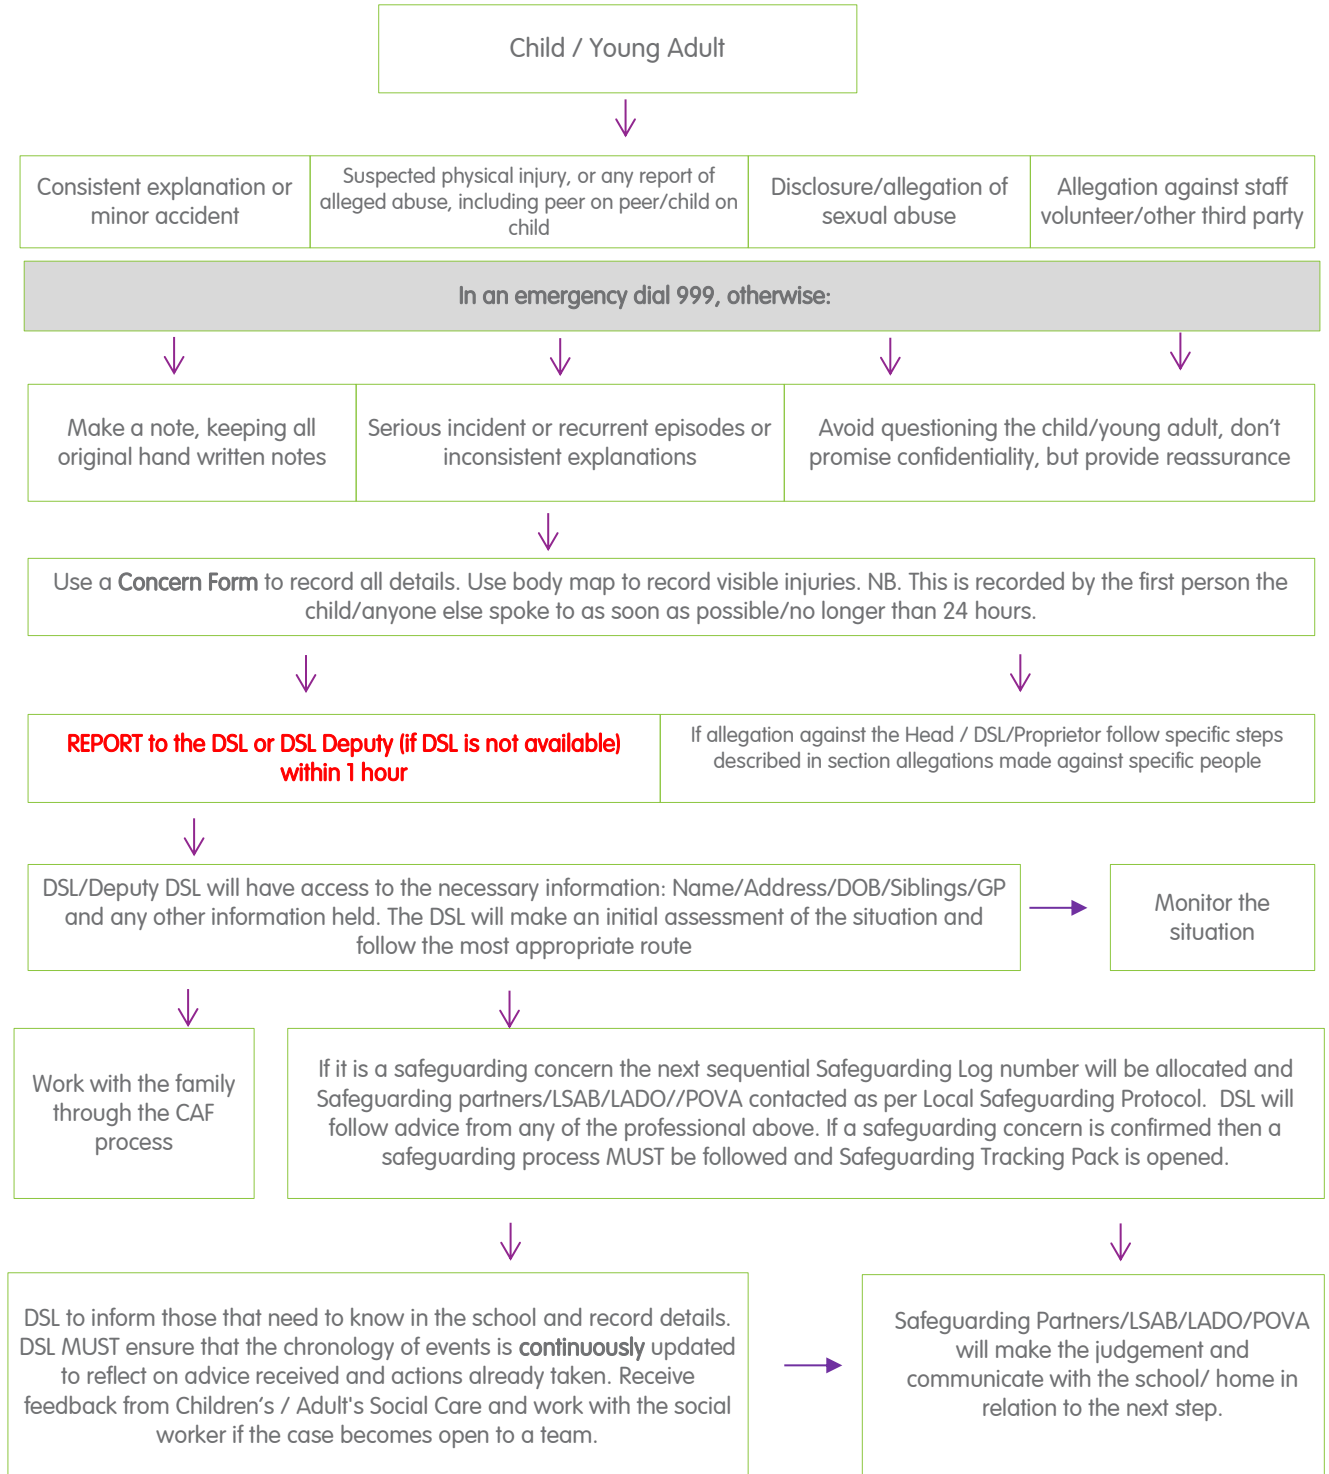 Child / Young Adult
Consistent explanation or
minor accident
Suspected physical injury, or any report of
alleged abuse, including peer on peer/child on
child
Disclosure/allegation of
sexual abuse
Allegation against staff
volunteer/other third party
In an emergency dial 999, otherwise:
Make a note, keeping all
original hand written notes
Serious incident or recurrent episodes or
inconsistent explanations
Avoid questioning the child/young adult, don't
promise confidentiality, but provide reassurance
Use a Concern Form to record all details. Use body map to record visible injuries. NB. This is recorded by the first person the
child/anyone else spoke to as soon as possible/no longer than 24 hours.
REPORT to the DSL or DSL Deputy (if DSL is not available)
within 1 hour
If allegation against the Head / DSL/Proprietor follow specific steps
described in section allegations made against specific people
DSL/Deputy DSL will have access to the necessary information: Name/Address/DOB/Siblings/GP
and any other information held. The DSL will make an initial assessment of the situation and
follow the most appropriate route
Monitor the
situation
Work with the family
through the CAF
process
If it is a safeguarding concern the next sequential Safeguarding Log number will be allocated and
Safeguarding partners/LSAB/LADO//POVA contacted as per Local Safeguarding Protocol. DSL will
follow advice from any of the professional above. If a safeguarding concern is confirmed then a
safeguarding process MUST be followed and Safeguarding Tracking Pack is opened.
DSL to inform those that need to know in the school and record details.
DSL MUST ensure that the chronology of events is continuously updated
to reflect on advice received and actions already taken. Receive
feedback from Children's / Adult's Social Care and work with the social
worker if the case becomes open to a team.
Safeguarding Partners/LSAB/LADO/POVA
will make the judgement and
communicate with the school/ home in
relation to the next step.